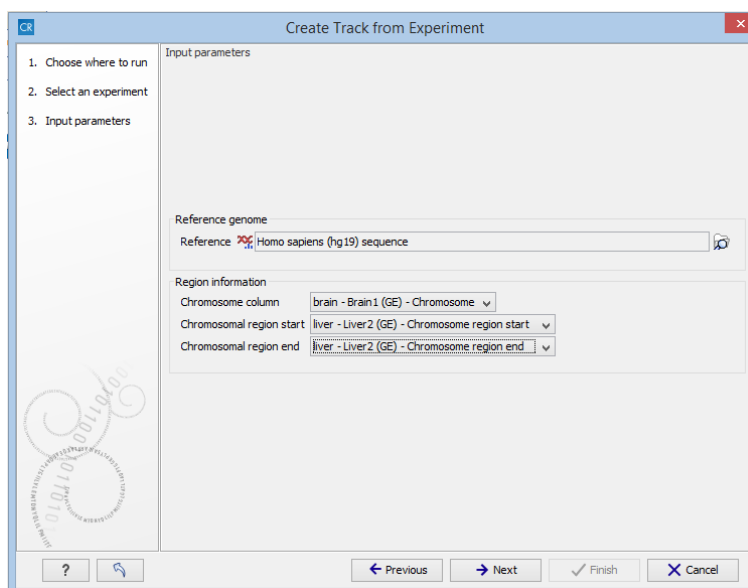 CR
Create Track from Experiment
x
1. Choose where to run
2. Select an experiment
3. Input parameters
Input parameters
Reference genome
Reference Homo sapiens (hg19) sequence
Region information
Chromosome column brain - Brain1 (GE) - Chromosome
Chromosomal region start liver - Liver2 (GE) - Chromosome region start
Chromosomal region end liver - Liver2 (GE) - Chromosome region end
? Previous Next Finish Cancel